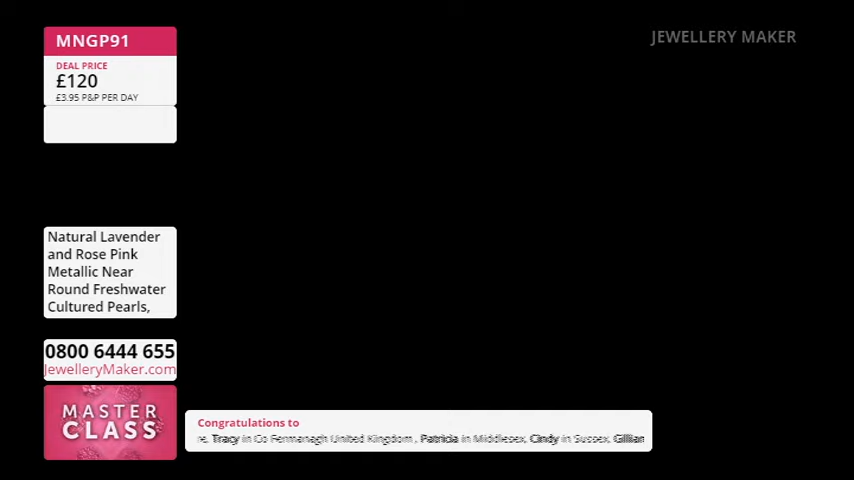 MNGP91
DEAL PRICE
£120
£3.95 P&P PER DAY
JEWELLERY MAKER
Natural Lavender
and Rose Pink
Metallic Near
Round Freshwater
Cultured Pearls,
0800 6444 655
JewelleryMaker.com
MASTER
CLASS
Congratulations to
re, Tracy in Co Fermanagh United Kingdom , Patricia in Middlesex, Cindy in Sussex, Gillian